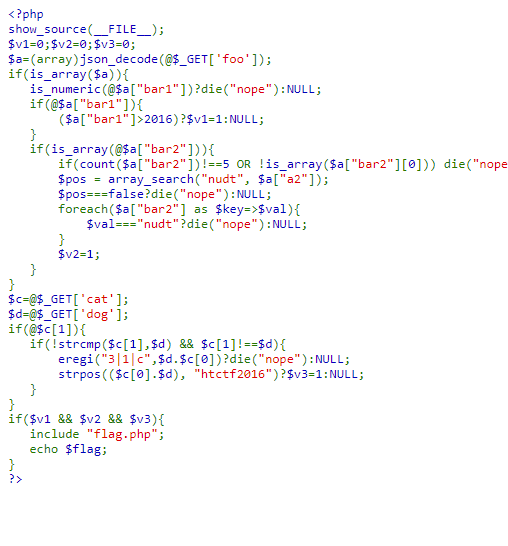 <?php
show_source(__FILE__);
$v1=0;$v2=0;$v3=0;
$a=(array)json_decode(@$_GET['foo']);
if(is_array($a)){
is_numeric(@$a["bar1"])?die("nope"):NULL;
if(@$a["bar1"]){
($a["bar1"]>2016)?$v1=1:NULL;
}
if(is_array(@$a["bar2"])){
if(count($a["bar2"])!==5 OR !is_array($a["bar2"][0])) die("nope
$pos = array_search("nudt", $a["a2"]);
$pos===false?die("nope"):NULL;
foreach($a["bar2"] as $key=>$val){
$val==="nudt"?die("nope"):NULL;
}
$v2=1;
}
}
$c=@$_GET['cat'];
$d=@$_GET['dog'];
if(@$c[1]){
if(!strcmp($c[1],$d) && $c[1]!==$d){
eregi("3|1|c",$d.$c[0])?die("nope"):NULL;
strpos(($c[0].$d), "htctf2016")?$v3=1:NULL;
}
}
if($v1 && $v2 && $v3){
include "flag.php";
echo $flag;
}
?>